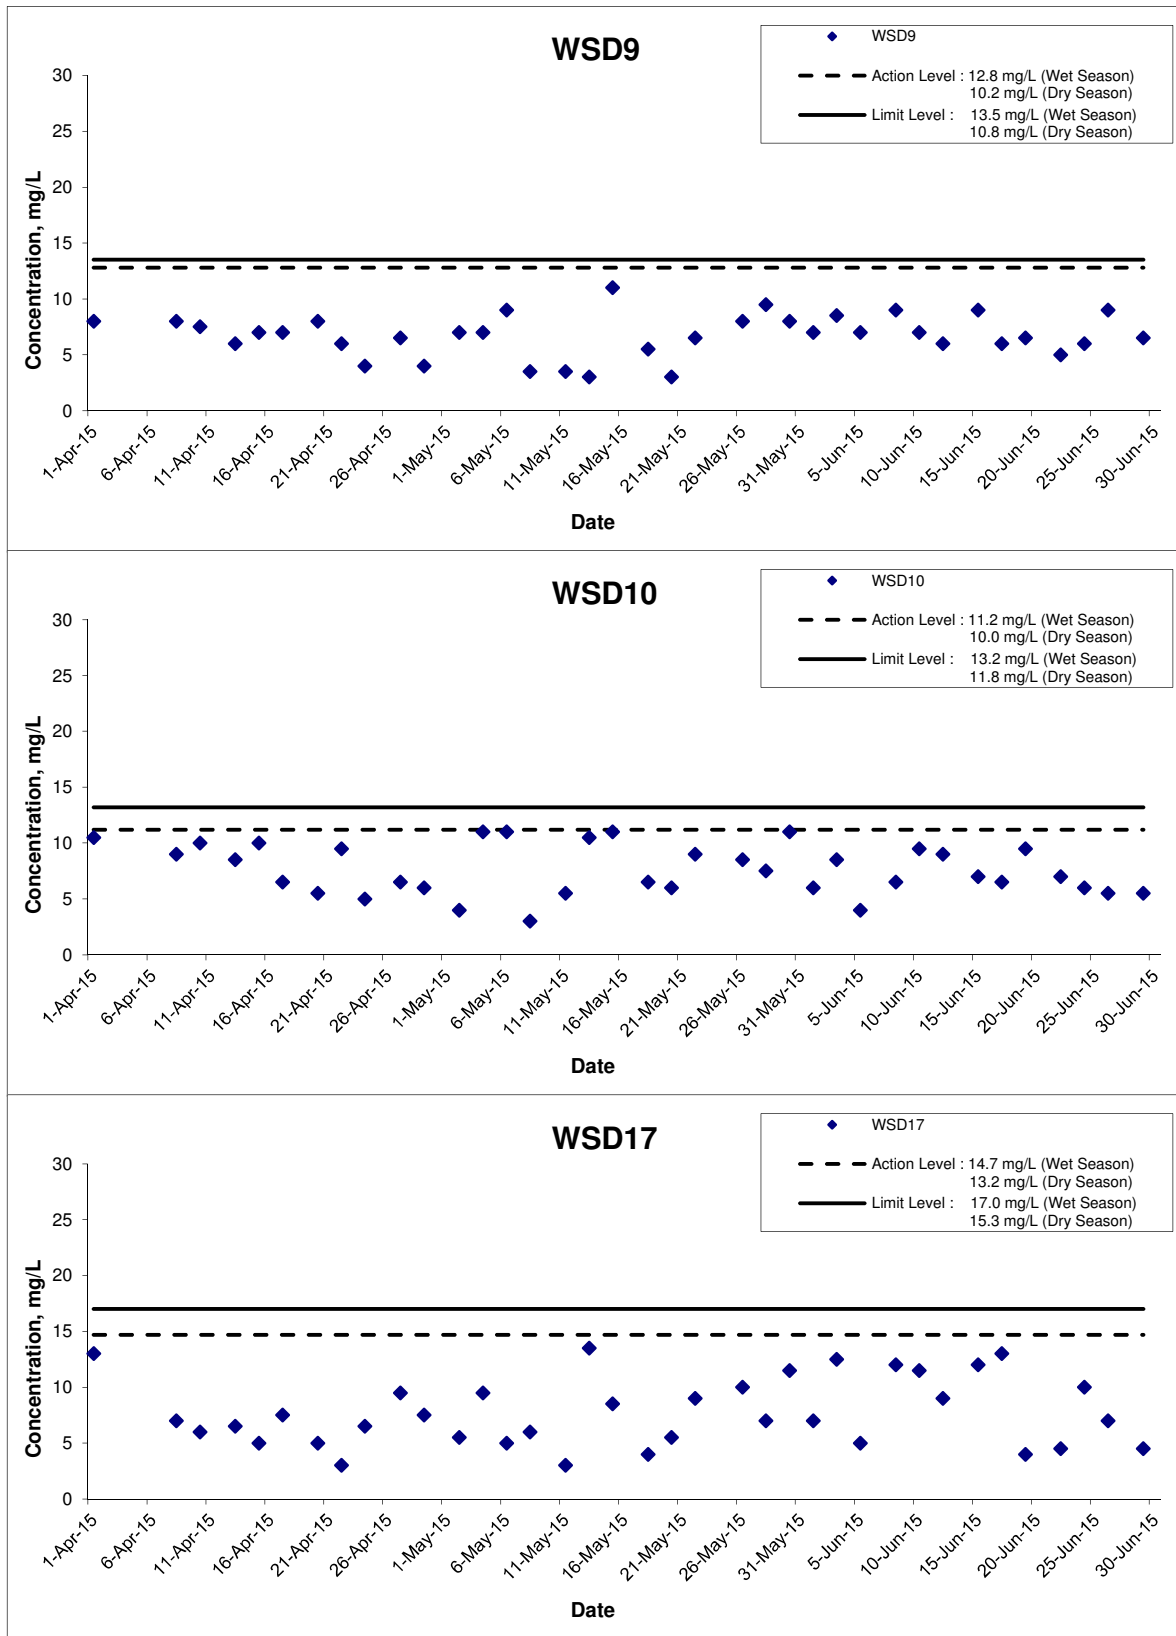 WSD9
WSD9
Action Level : 12.8 mg/L (Wet Season)
10.2 mg/L (Dry Season)
Limit Level : 13.5 mg/L (Wet Season)
10.8 mg/L (Dry Season)
Concentration, mg/L
30
25
20
15
10
5
0
1-Apr-15
6-Apr-15
11-Apr-15
16-Apr-15
21-Apr-15
26-Apr-15
1-May-15
6-May-15
11-May-15
16-May-15
21-May-15
26-May-15
31-May-15
5-Jun-15
10-Jun-15
15-Jun-15
20-Jun-15
25-Jun-15
30-Jun-15
Date
WSD10
WSD10
Action Level : 11.2 mg/L (Wet Season)
10.0 mg/L (Dry Season)
Limit Level : 13.2 mg/L (Wet Season)
11.8 mg/L (Dry Season)
Concentration, mg/L
30
25
20
15
10
5
0
1-Apr-15
6-Apr-15
11-Apr-15
16-Apr-15
21-Apr-15
26-Apr-15
1-May-15
6-May-15
11-May-15
16-May-15
21-May-15
26-May-15
31-May-15
5-Jun-15
10-Jun-15
15-Jun-15
20-Jun-15
25-Jun-15
30-Jun-15
Date
WSD17
WSD17
Action Level : 14.7 mg/L (Wet Season)
13.2 mg/L (Dry Season)
Limit Level : 17.0 mg/L (Wet Season)
15.3 mg/L (Dry Season)
Concentration, mg/L
30
25
20
15
10
5
0
1-Apr-15
6-Apr-15
11-Apr-15
16-Apr-15
21-Apr-15
26-Apr-15
1-May-15
6-May-15
11-May-15
16-May-15
21-May-15
26-May-15
31-May-15
5-Jun-15
10-Jun-15
15-Jun-15
20-Jun-15
25-Jun-15
30-Jun-15
Date